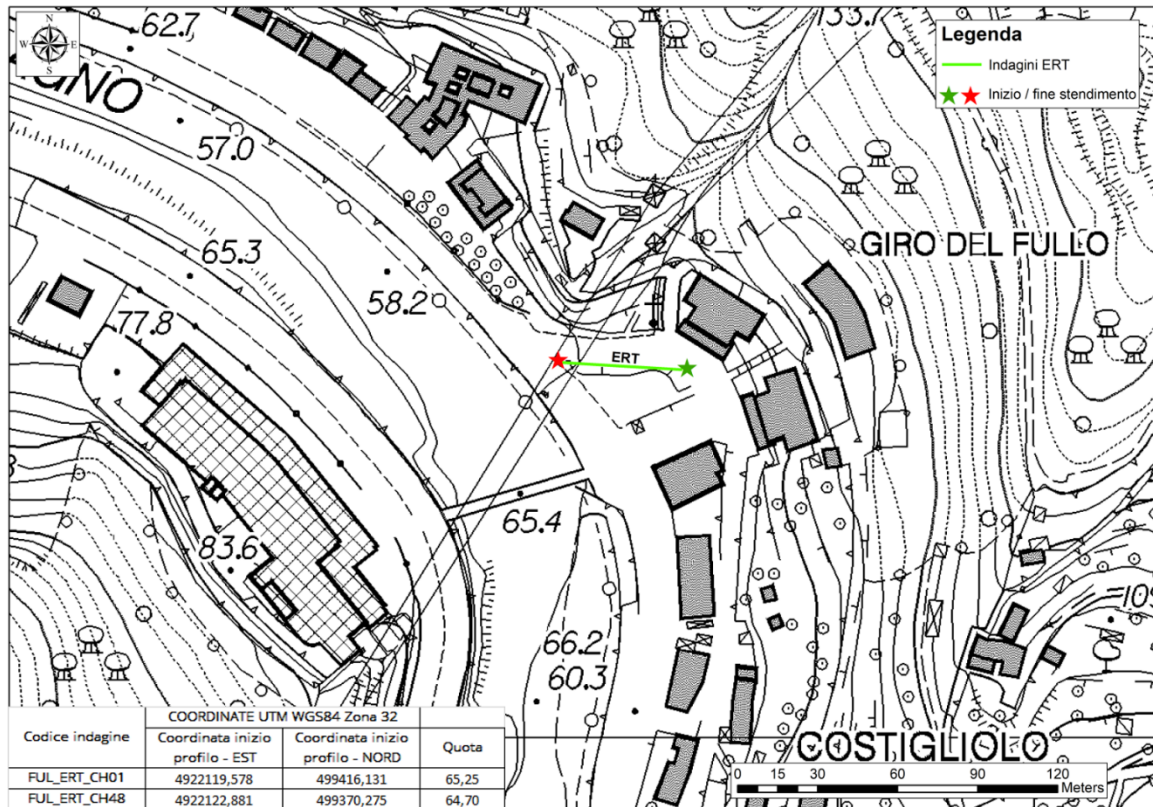 N
W E
S
62.7
133.7
Legenda
Indagini ERT
Inizio / fine stendimento
57.0
65.3
GIRO DEL FULLO
58.2
77.8
ERT
65.4
83.6
66.2
60.3
COSTIGLIOLO
Codice indagine
COORDINATE UTM WGS84 Zona 32
Coordinata inizio profilo - EST
Coordinata inizio profilo - NORD
Quota
FUL_ERT_CH01 4922119,578 499416,131 65,25
FUL_ERT_CH48 4922122,881 499370,275 64,70
0 15 30 60 90 120
Meters